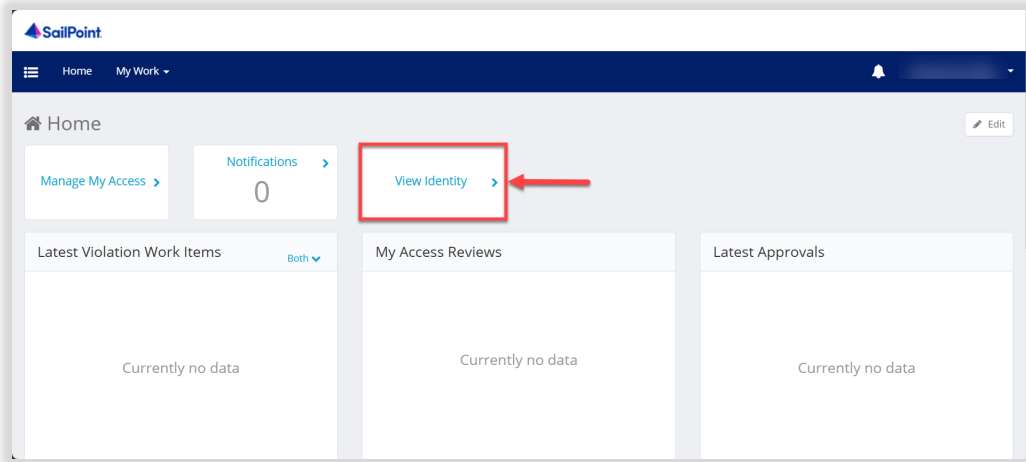 SailPoint.
Home My Work
Home
Edit
Manage My Access
Notifications
0
View Identity
Latest Violation Work Items
Both
My Access Reviews
Latest Approvals
Currently no data
Currently no data
Currently no data